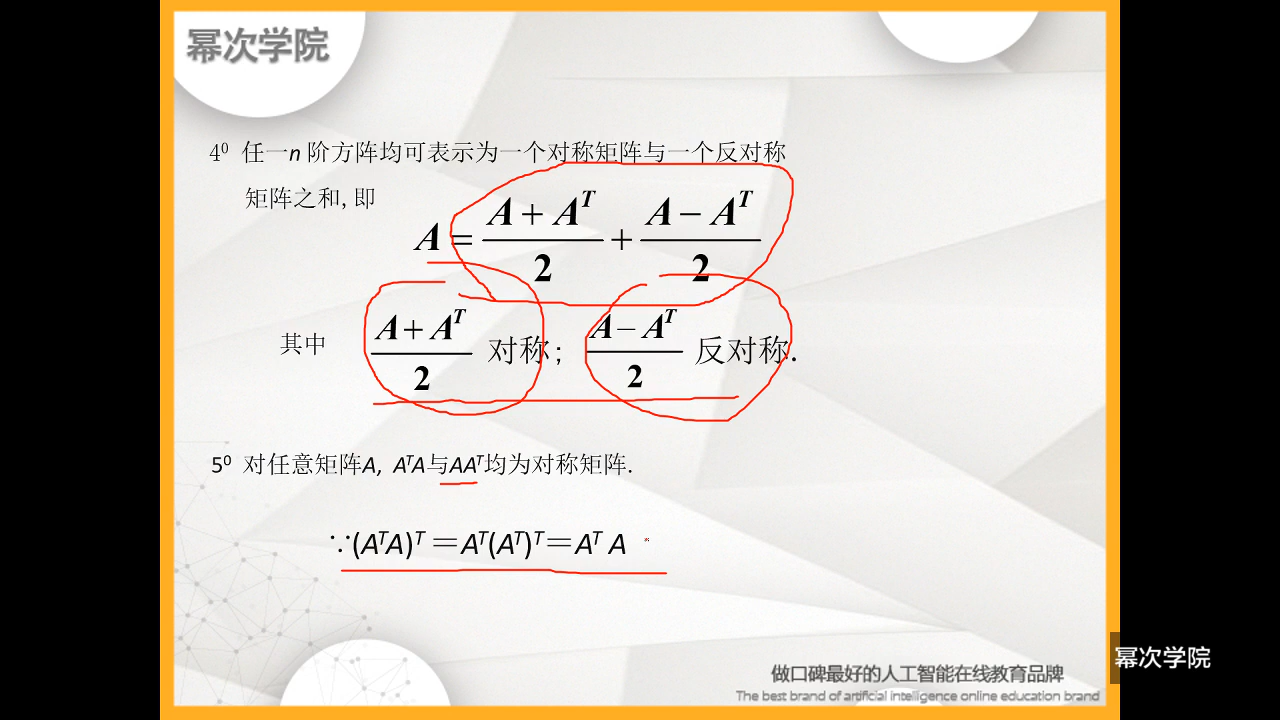 幂次学院
4⁰ 任一n 阶方阵均可表示为一个对称矩阵与一个反对称
矩阵之和, 即
A = (A + Aᵀ)/2 + (A − Aᵀ)/2
其中 (A + Aᵀ)/2 对称; (A − Aᵀ)/2 反对称.
5⁰ 对任意矩阵A, AᵀA与AAᵀ均为对称矩阵.
∵(AᵀA)ᵀ＝Aᵀ(Aᵀ)ᵀ＝Aᵀ A
幂次学院
做口碑最好的人工智能在线教育品牌
The best brand of artificial intelligence online education brand